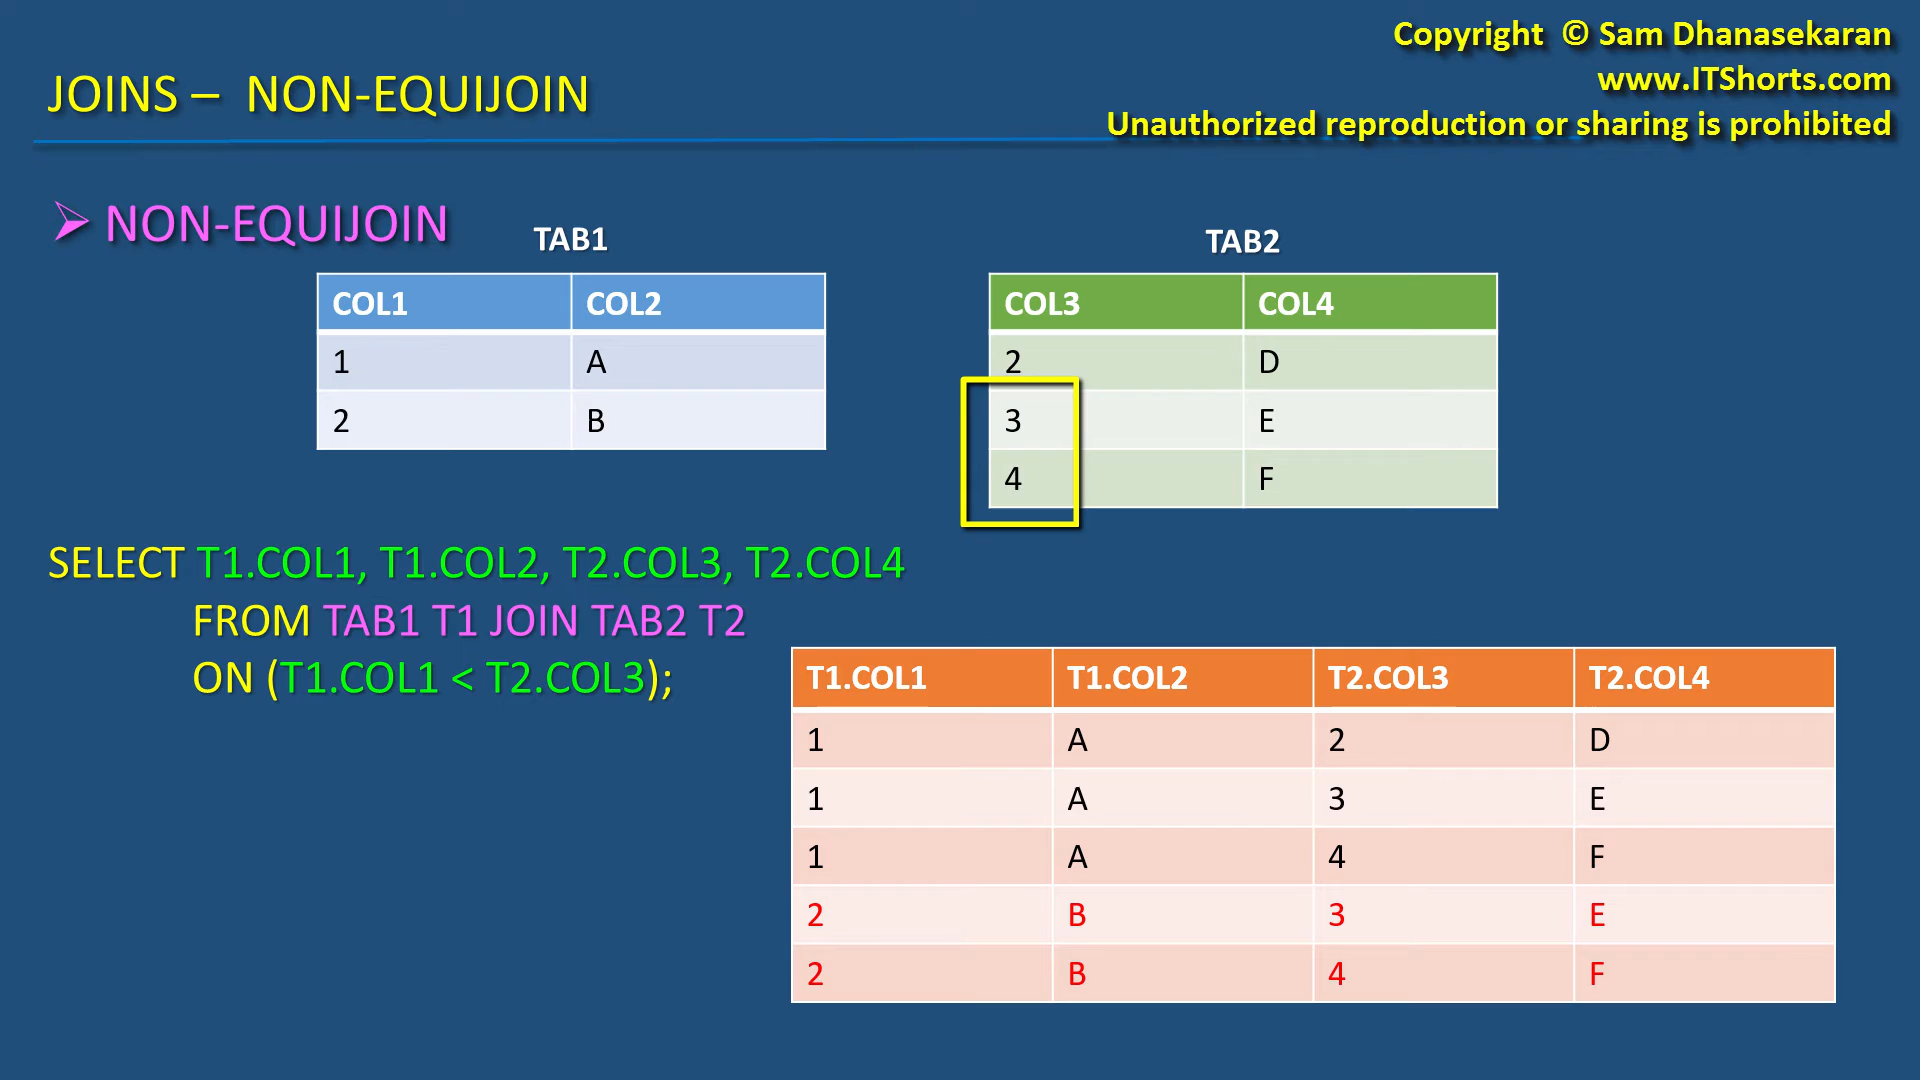 Copyright © Sam Dhanasekaran
www.ITShorts.com
Unauthorized reproduction or sharing is prohibited
JOINS – NON-EQUIJOIN
NON-EQUIJOIN
TAB1
COL1 COL2
1 A
2 B
TAB2
COL3 COL4
2 D
3 E
4 F
SELECT T1.COL1, T1.COL2, T2.COL3, T2.COL4
FROM TAB1 T1 JOIN TAB2 T2
ON (T1.COL1 < T2.COL3);
T1.COL1 T1.COL2 T2.COL3 T2.COL4
1 A 2 D
1 A 3 E
1 A 4 F
2 B 3 E
2 B 4 F